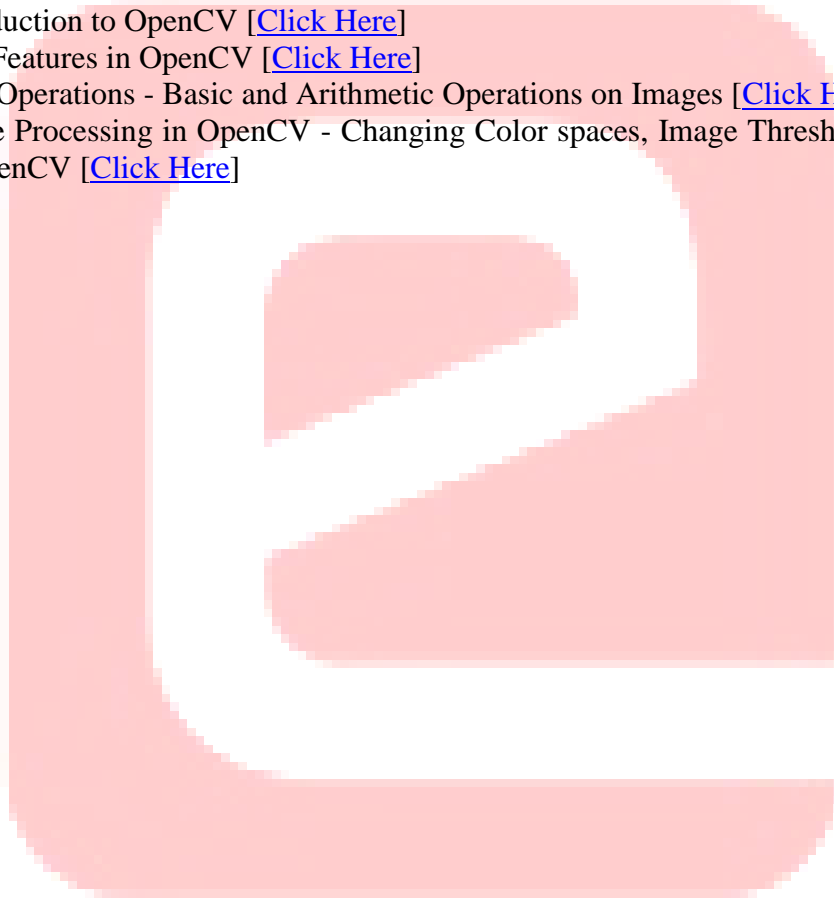 duction to OpenCV [Click Here]
Features in OpenCV [Click Here]
Operations - Basic and Arithmetic Operations on Images [Click H
e Processing in OpenCV - Changing Color spaces, Image Thresh
enCV [Click Here]